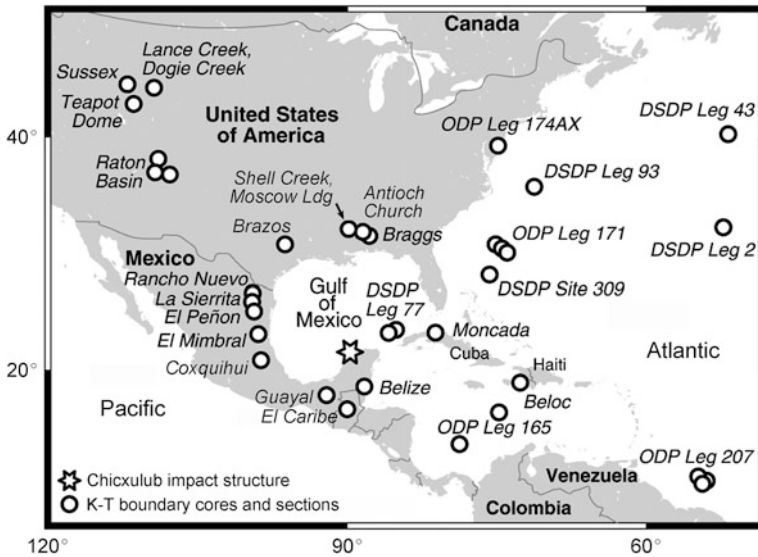 Canada
Lance Creek,
Dogie Creek
Sussex
Teapot
Dome
United States
of America
ODP Leg 174AX
DSDP Leg 43
40°
Raton
Basin
Shell Creek,
Moscow Ldg
Antioch
Church
DSDP Leg 93
Brazos
Braggs
ODP Leg 171
DSDP Leg 2
Mexico
Rancho Nuevo
La Sierrita
El Peñon
El Mimbral
Coxquihui
Gulf
of
Mexico
DSDP
Leg 77
DSDP Site 309
Moncada
Cuba
Atlantic
20°
Haiti
Pacific
Guayal
El Caribe
Belize
Beloc
ODP Leg 165
ODP Leg 207
Chicxulub impact structure
K-T boundary cores and sections
Venezuela
Colombia
120°
90°
60°